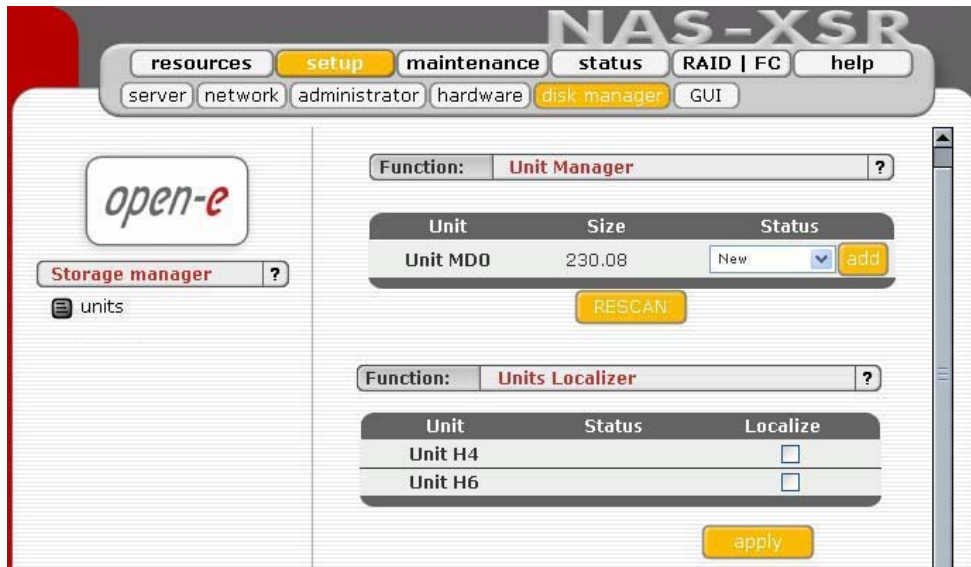 NAS-XSR
resources setup maintenance status RAID | FC help
server network administrator hardware disk manager GUI
open-e
Storage manager ?
units
Function: Unit Manager ?
Unit Size Status
Unit MD0 230.08 New add
RESCAN
Function: Units Localizer ?
Unit Status Localize
Unit H4
Unit H6
apply